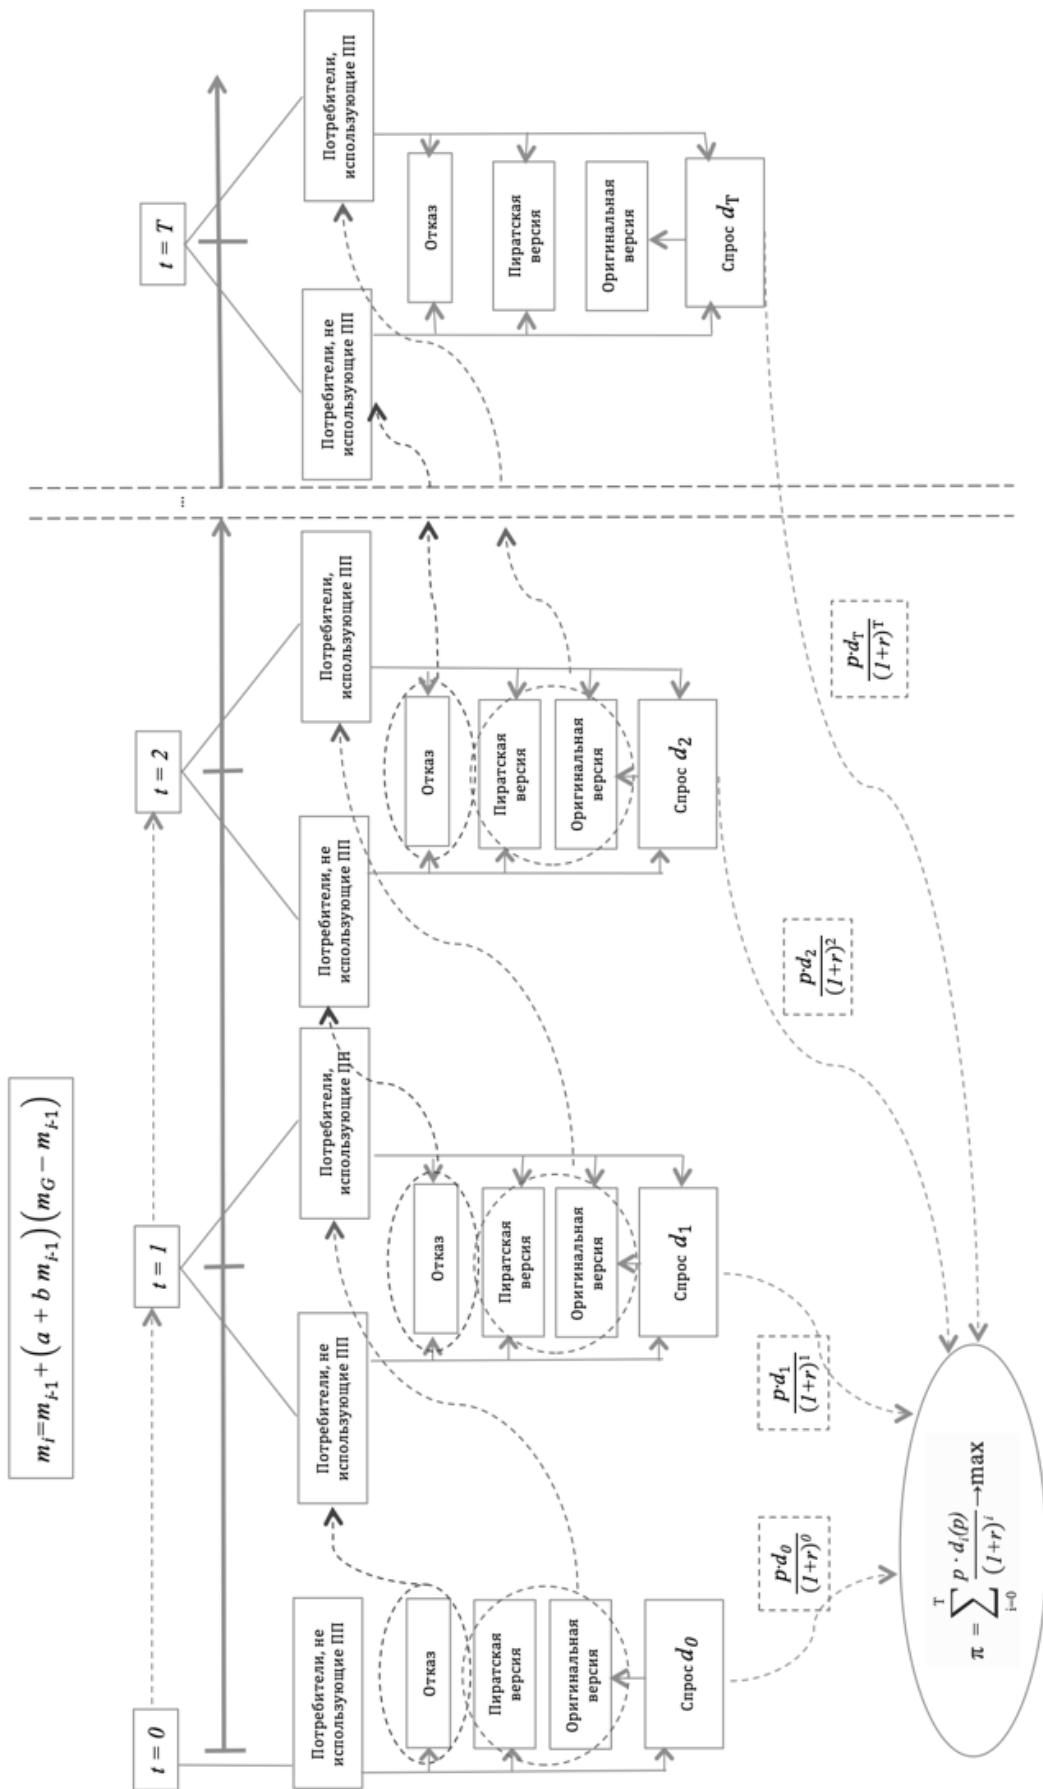 m_i=m_{i-1}+(a + b m_{i-1})(m_G − m_{i-1})
t = 0
t = 1
t = 2
...
t = T
Потребители, не
использующие ПП
Отказ
Пиратская
версия
Оригинальная
версия
Спрос d_0
Потребители, не
использующие ПП
Потребители,
использующие ПП
Отказ
Пиратская
версия
Оригинальная
версия
Спрос d_1
Потребители, не
использующие ПП
Потребители,
использующие ПП
Отказ
Пиратская
версия
Оригинальная
версия
Спрос d_2
Потребители, не
использующие ПП
Потребители,
использующие ПП
Отказ
Пиратская
версия
Оригинальная
версия
Спрос d_T
p·d_0
(1+r)^0
p·d_1
(1+r)^1
p·d_2
(1+r)^2
p·d_T
(1+r)^T
π = ∑_{i=0}^{T} p · d_i(p) / (1+r)^i →max